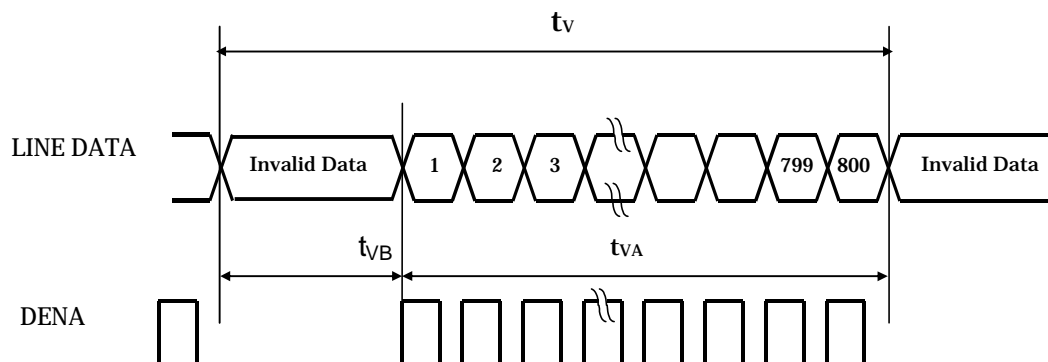 tV
LINE DATA Invalid Data 1 2 3 799 800 Invalid Data
tVB tVA
DENA